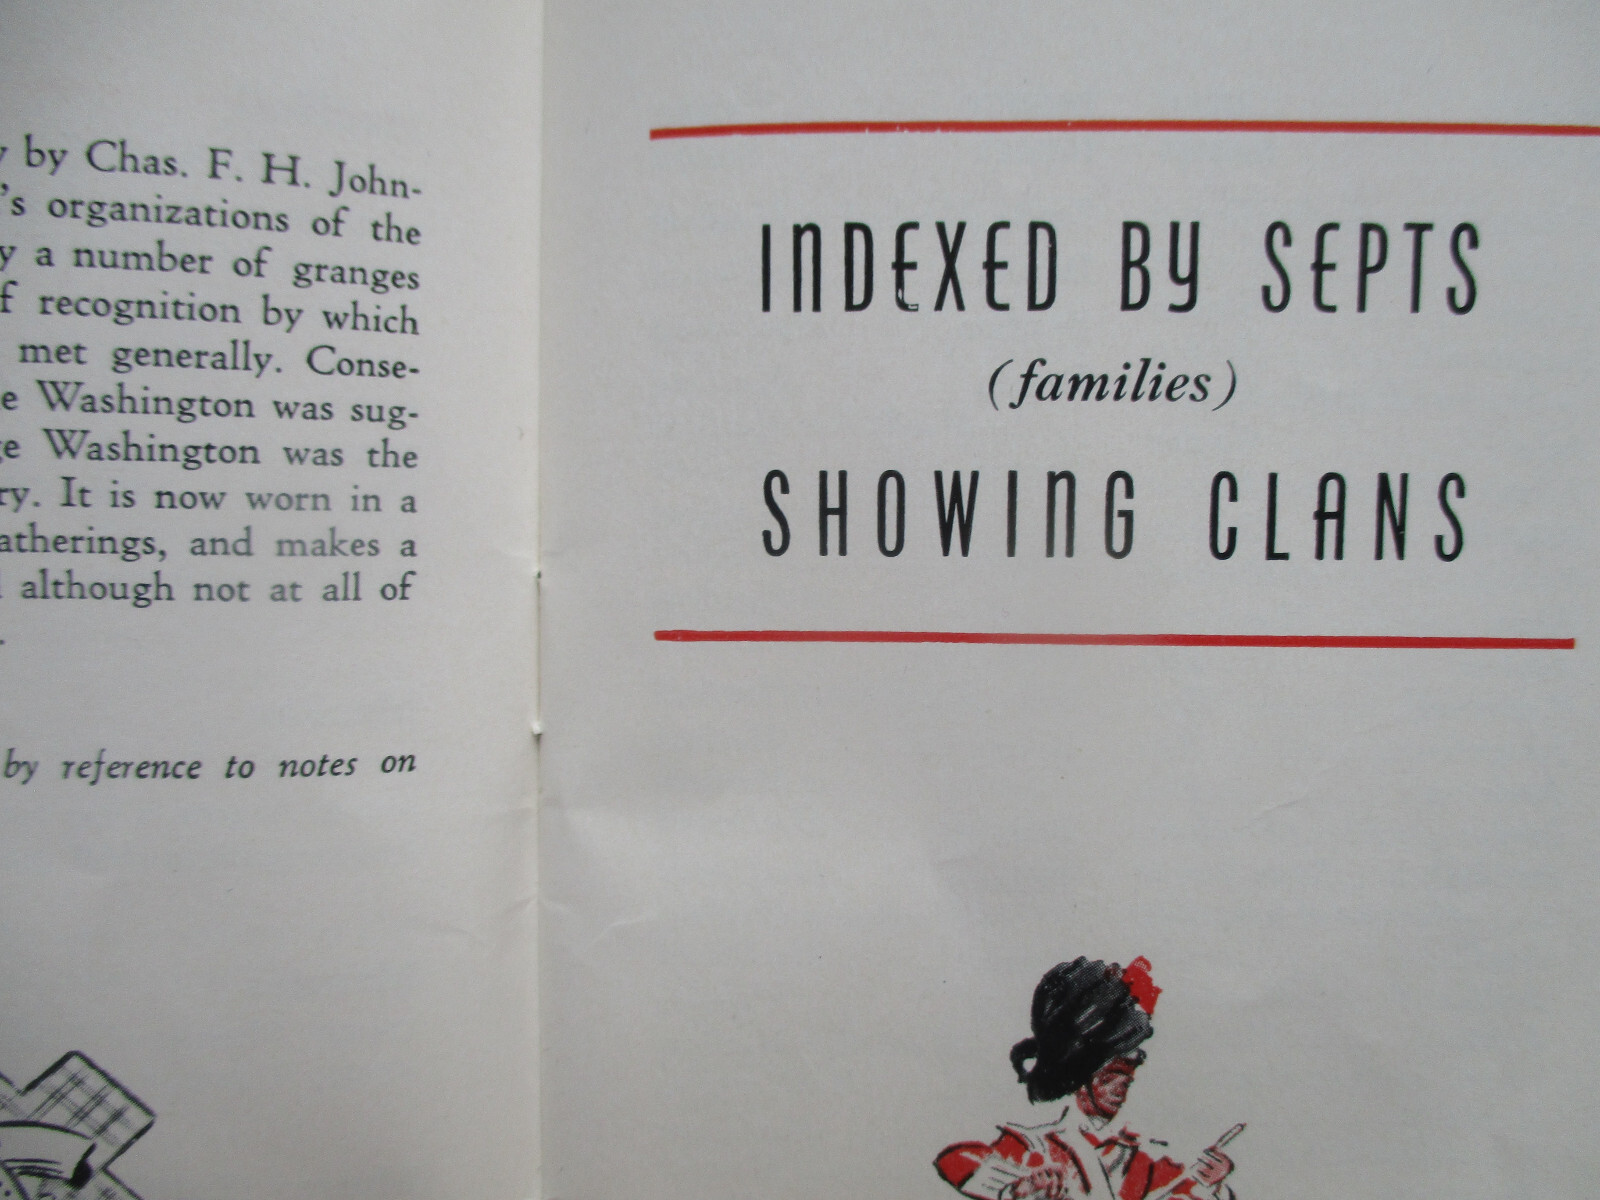 by Chas. F. H. John-
's organizations of the
a number of granges
recognition by which
met generally. Conse-
Washington was sug-
Washington was the
It is now worn in a
and makes a
although not at all of
by reference to notes on
INDEXED BY SEPTS
(families)
SHOWING CLANS